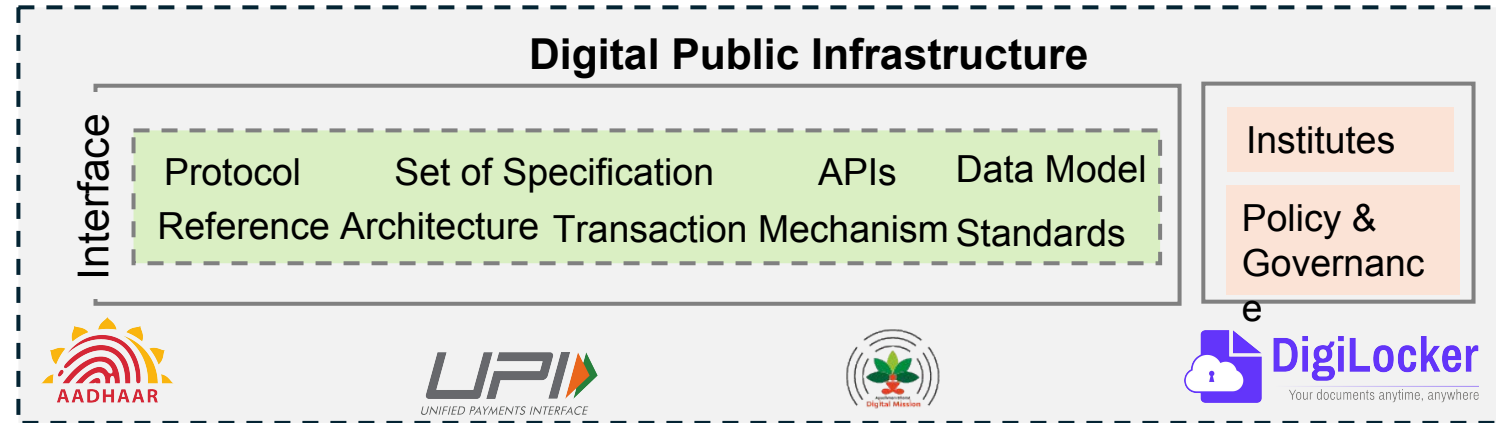 Digital Public Infrastructure
Interface
Protocol Set of Specification APIs Data Model
Reference Architecture Transaction Mechanism Standards
Institutes
Policy &
Governanc
e
AADHAAR
UPI
UNIFIED PAYMENTS INTERFACE
Digital Mission
DigiLocker
Your documents anytime, anywhere